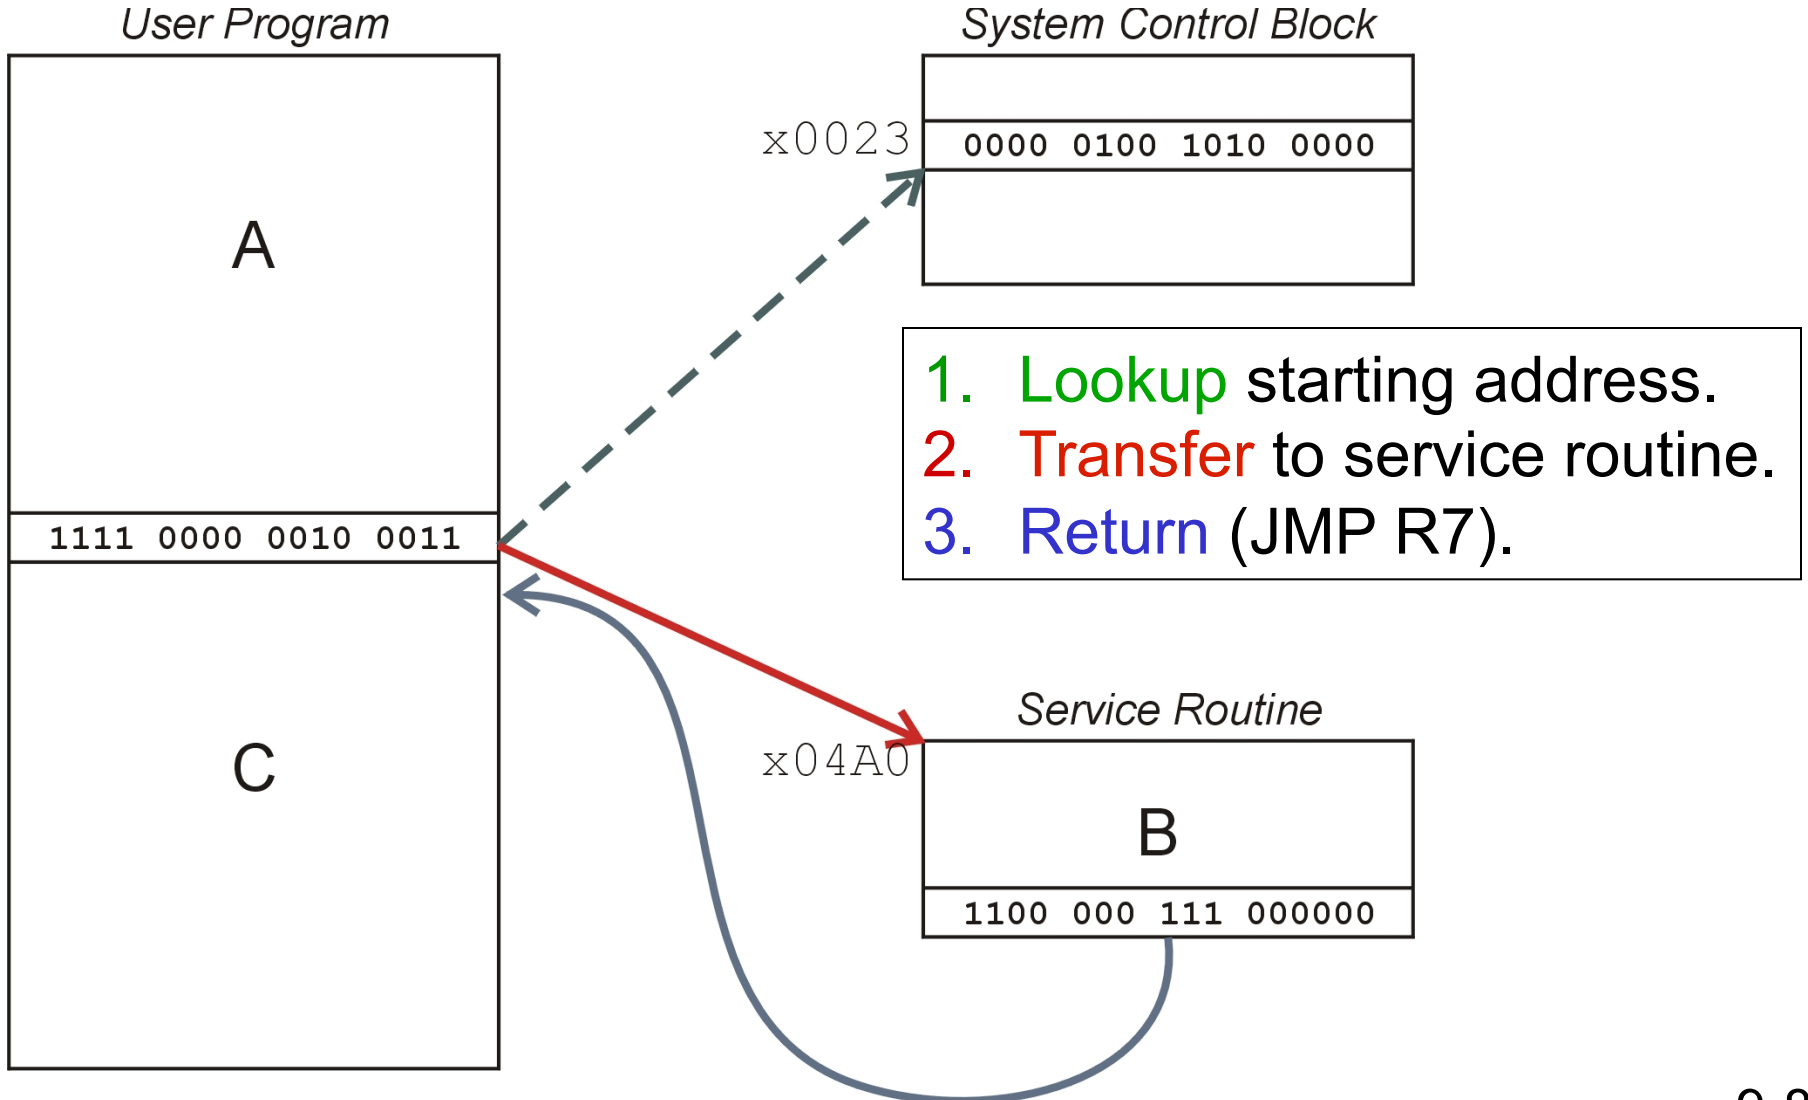 User Program
System Control Block
x0023
0000 0100 1010 0000
A
1. Lookup starting address.
2. Transfer to service routine.
3. Return (JMP R7).
1111 0000 0010 0011
C
Service Routine
x04A0
B
1100 000 111 000000